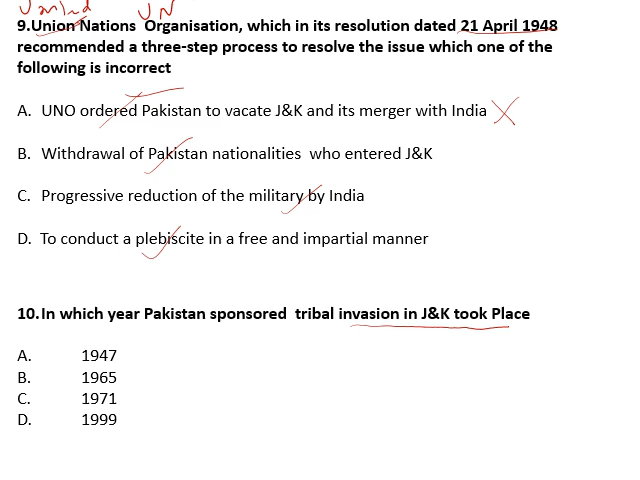 United UN
9.Union Nations Organisation, which in its resolution dated 21 April 1948
recommended a three-step process to resolve the issue which one of the
following is incorrect
A. UNO ordered Pakistan to vacate J&K and its merger with India
B. Withdrawal of Pakistan nationalities who entered J&K
C. Progressive reduction of the military by India
D. To conduct a plebiscite in a free and impartial manner
10.In which year Pakistan sponsored tribal invasion in J&K took Place
A. 1947
B. 1965
C. 1971
D. 1999